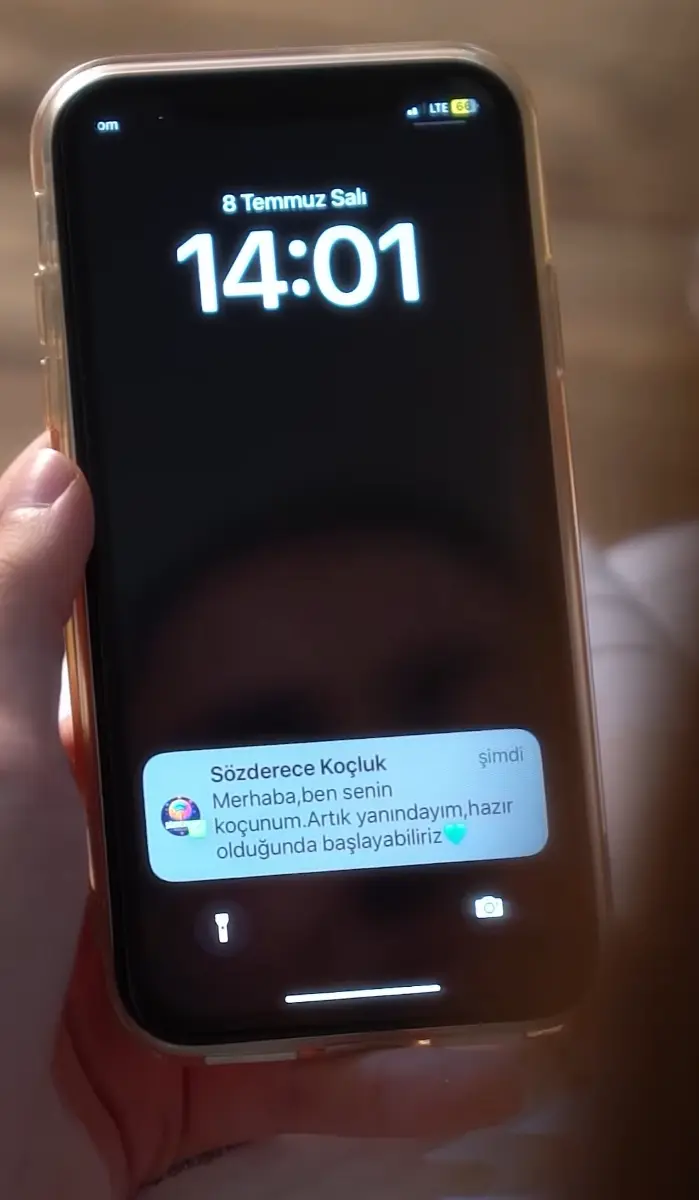 om
LTE 66
8 Temmuz Salı
14:01
Sözderece Koçluk
şimdi
Merhaba,ben senin
koçunum.Artık yanındayım,hazır
olduğunda başlayabiliriz🩵